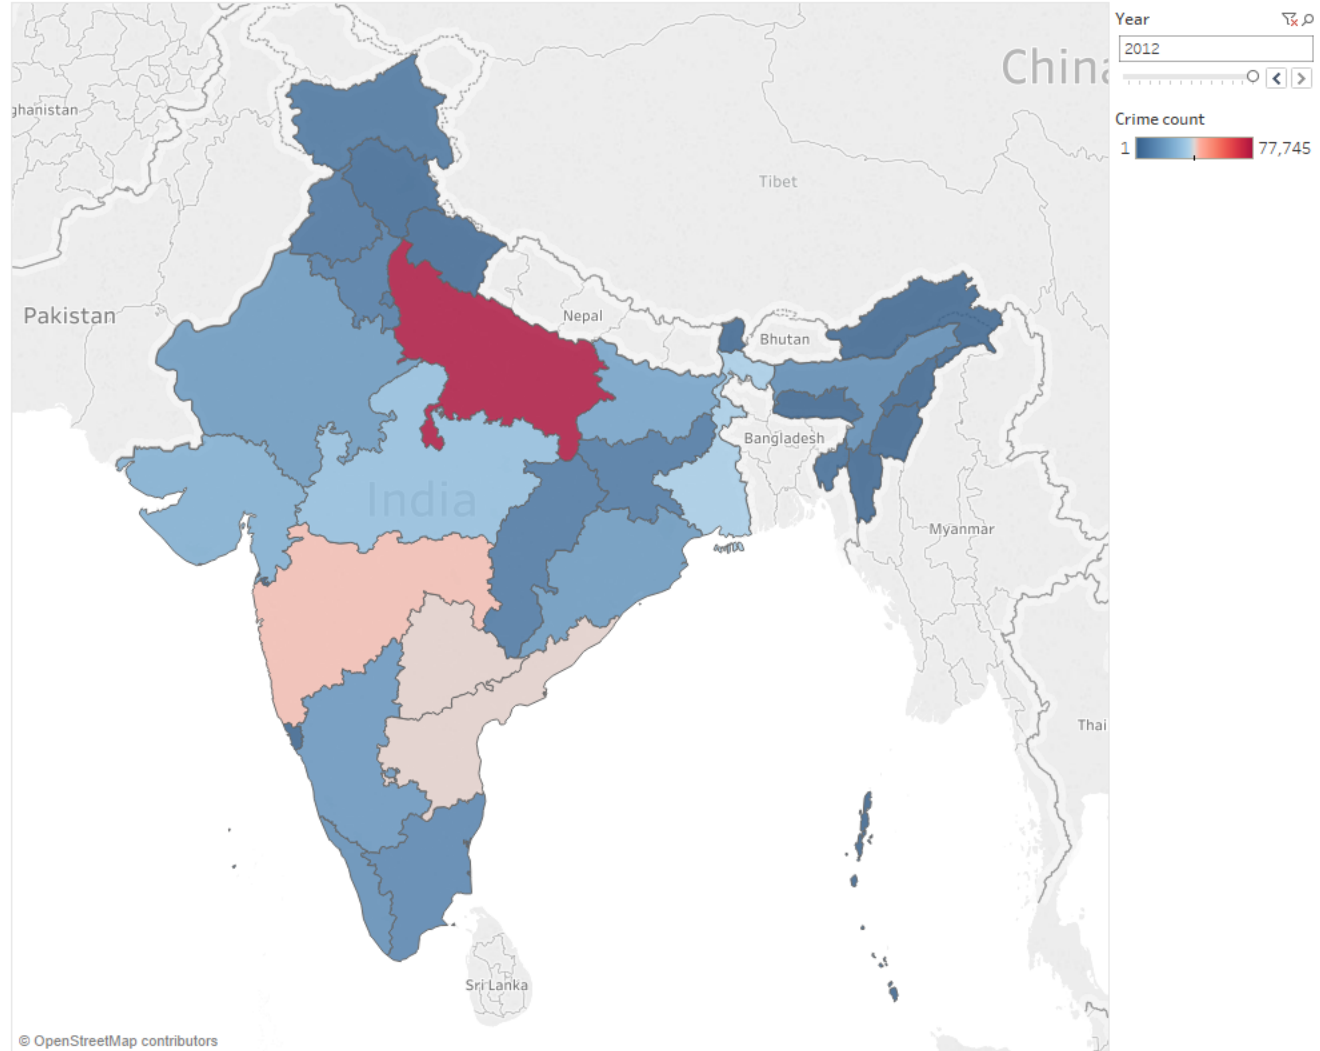 Year
2012
Crime count
1
77,745
China
ghanistan
Tibet
Pakistan
Nepal
Bhutan
Bangladesh
India
Myanmar
Thai
Sri Lanka
© OpenStreetMap contributors